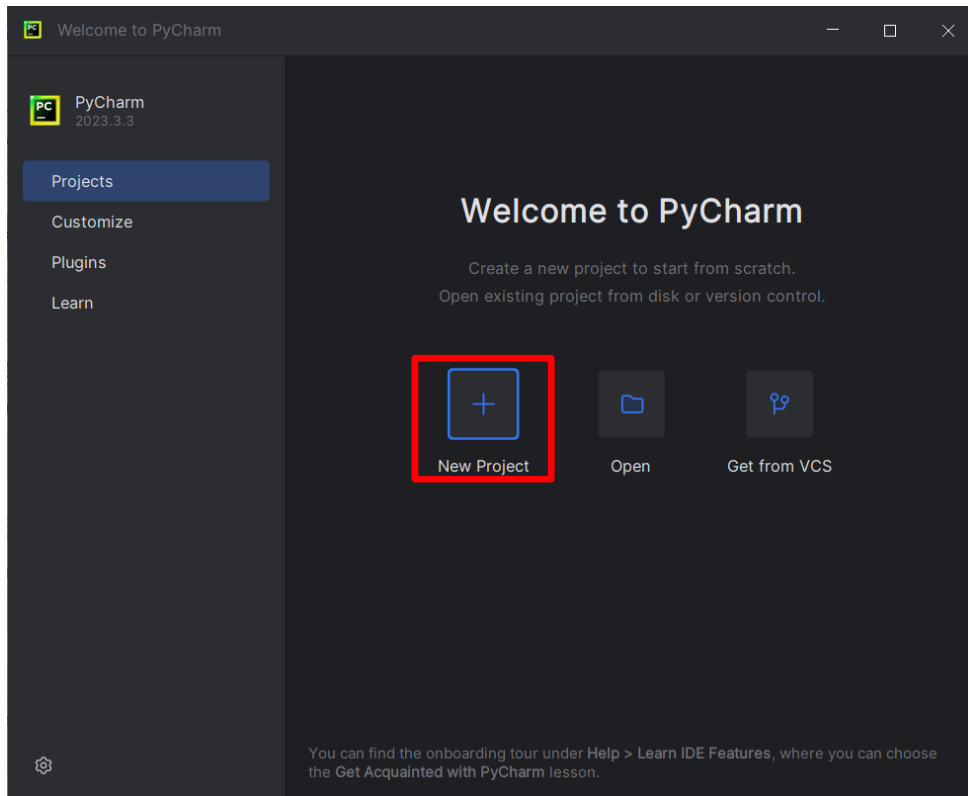 Welcome to PyCharm
PyCharm
2023.3.3
Projects
Customize
Plugins
Learn
Welcome to PyCharm
Create a new project to start from scratch.
Open existing project from disk or version control.
New Project
Open
Get from VCS
You can find the onboarding tour under Help > Learn IDE Features, where you can choose
the Get Acquainted with PyCharm lesson.